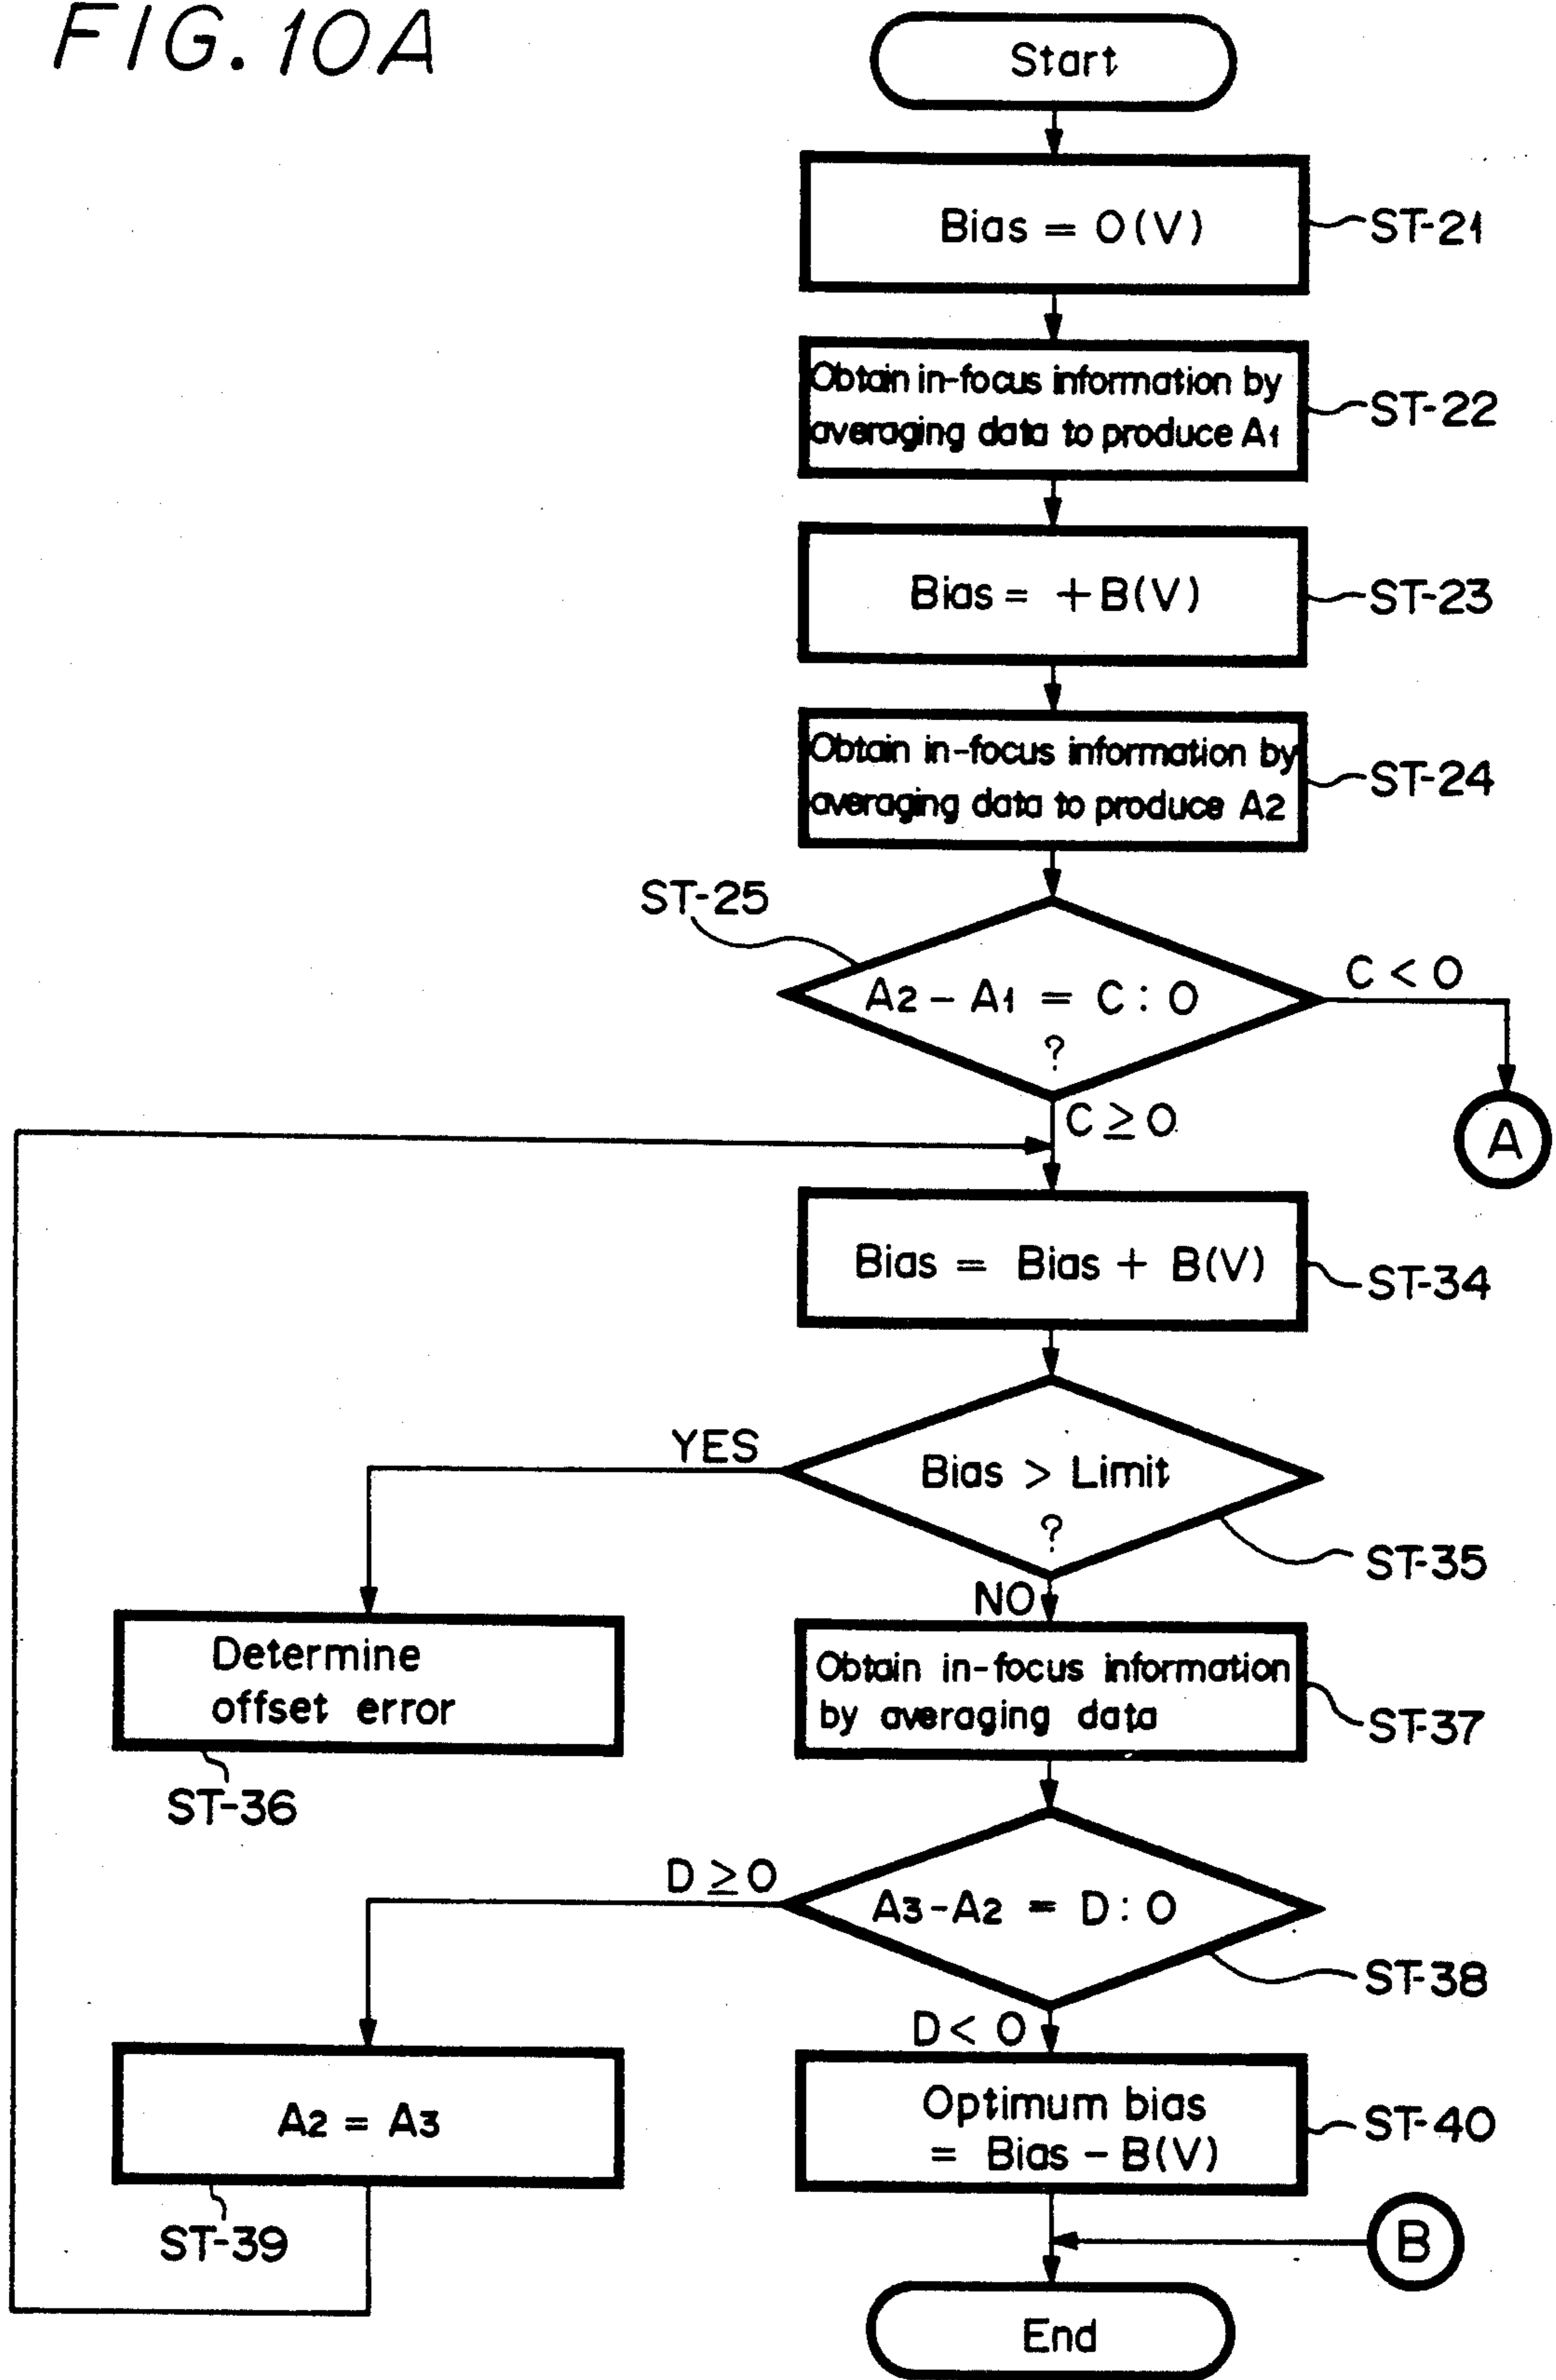 FIG. 10A
Start
Bias = 0(V)
ST-21
Obtain in-focus information by
averaging data to produce A1
ST-22
Bias = +B(V)
ST-23
Obtain in-focus information by
averaging data to produce A2
ST-24
ST-25
A2 - A1 = C : 0
?
C < 0
A
C ≥ 0
Bias = Bias + B(V)
ST-34
YES
Bias > Limit
?
ST-35
NO
Determine
offset error
ST-36
Obtain in-focus information
by averaging data
ST-37
D ≥ 0
A3-A2 = D : 0
ST-38
D < 0
A2 = A3
ST-39
Optimum bias
= Bias - B(V)
ST-40
B
End